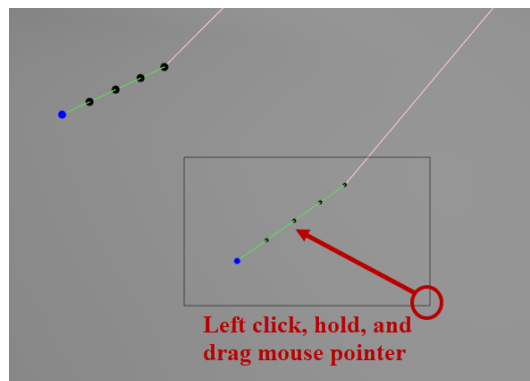 Left click, hold, and
drag mouse pointer